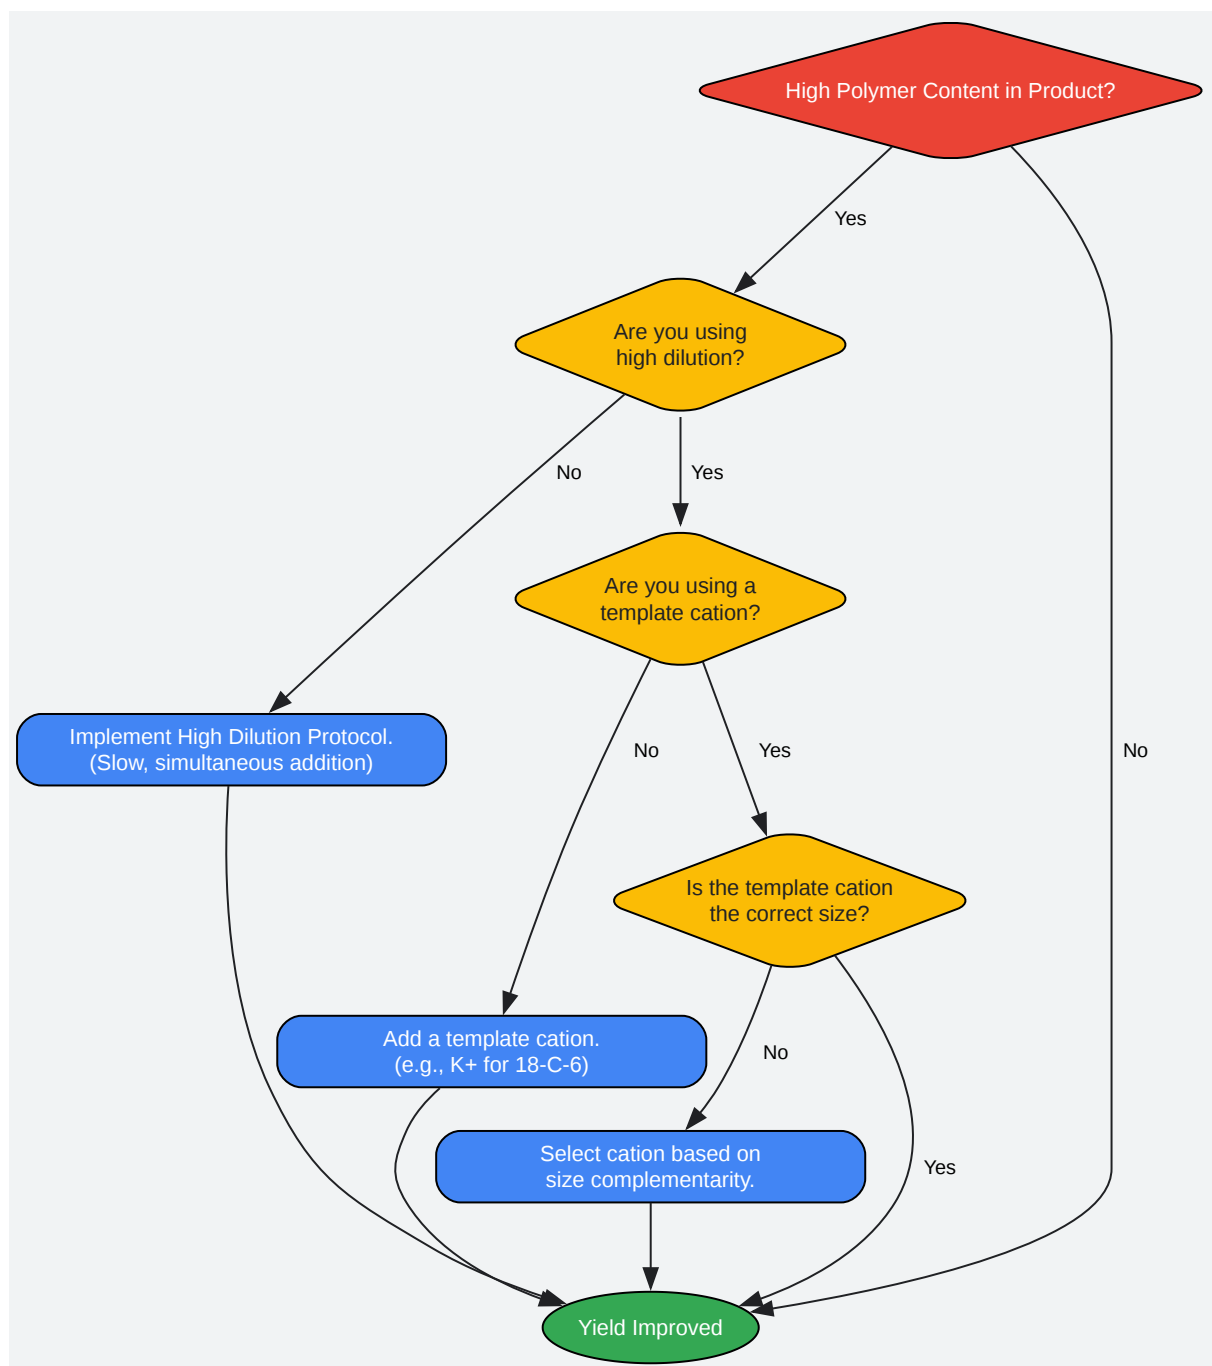 High Polymer Content in Product?
Yes
Are you using
high dilution?
No
Yes
Are you using a
template cation?
Implement High Dilution Protocol.
(Slow, simultaneous addition)
No
Yes
No
Is the template cation
the correct size?
Add a template cation.
(e.g., K+ for 18-C-6)
No
Select cation based on
size complementarity.
Yes
Yield Improved